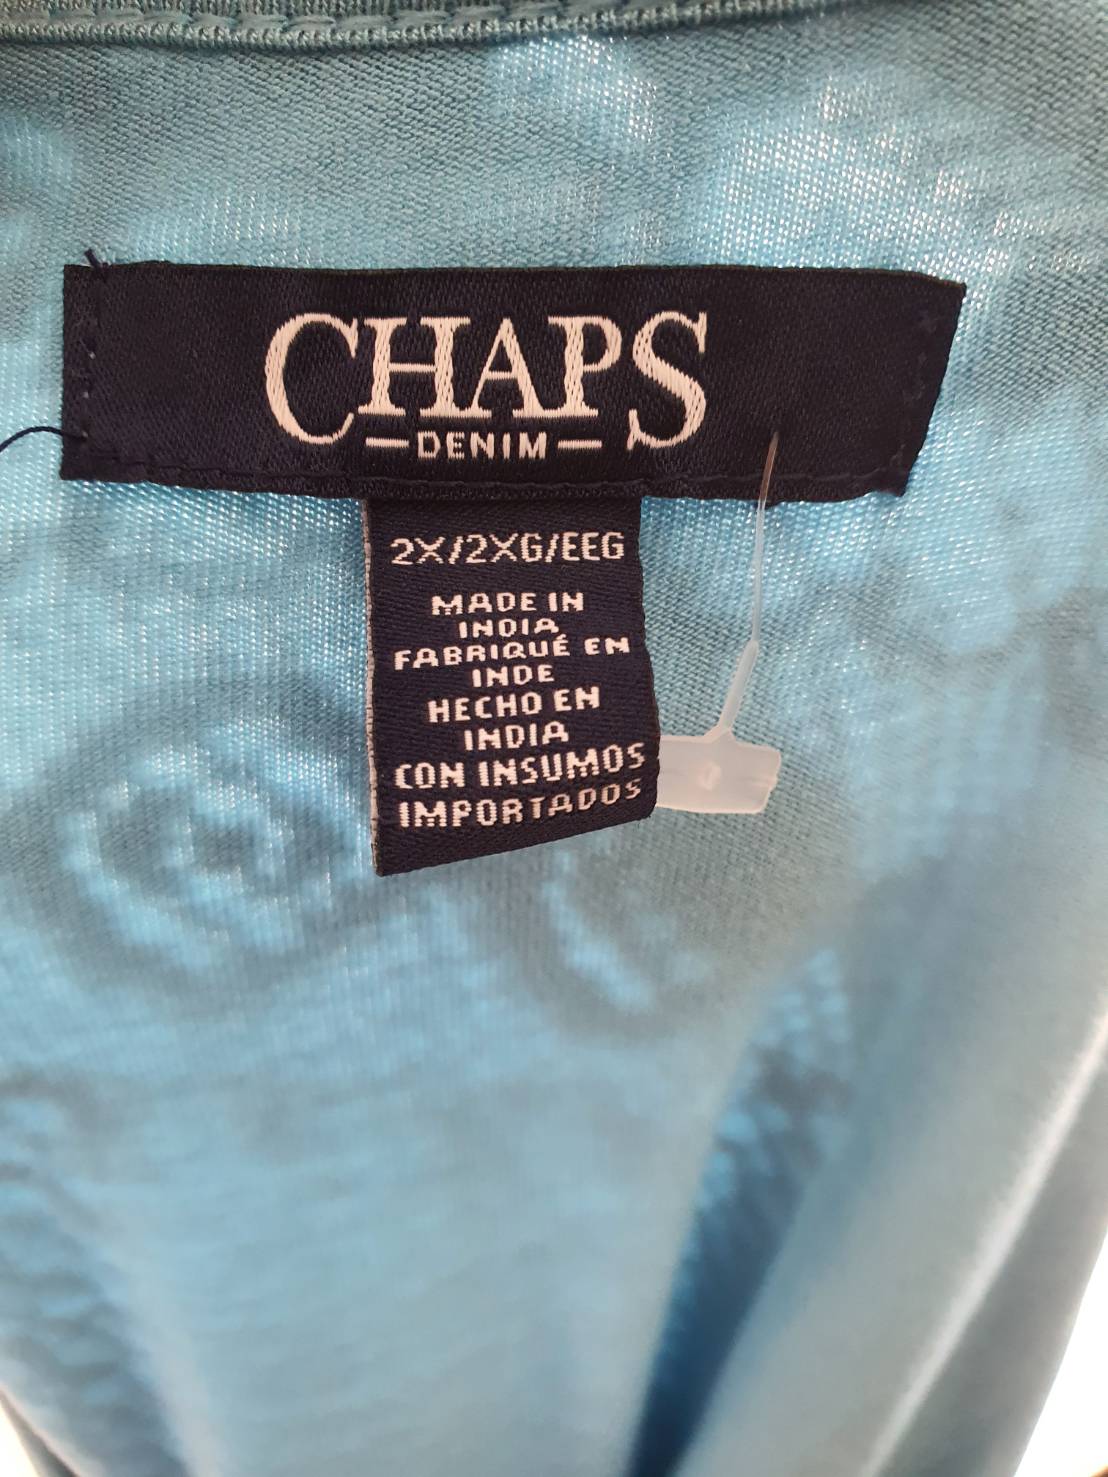 CHAPS
DENIM
2X/2XG/EEG
MADE IN
INDIA
FABRIQUÉ EN
INDE
HECHO EN
INDIA
CON INSUMOS
IMPORTADOS